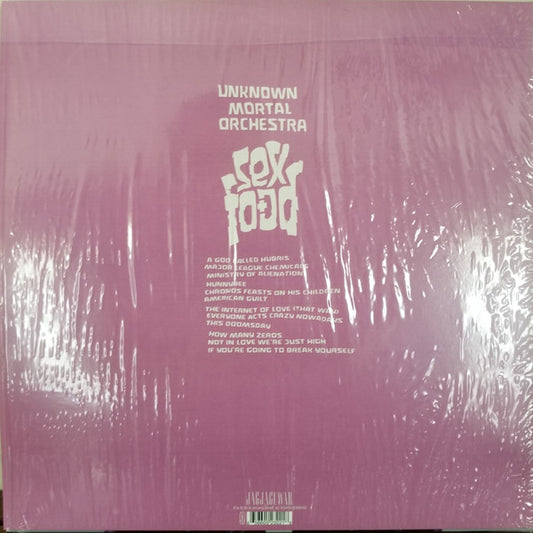 UNKNOWN
MORTAL
ORCHESTRA
SEX
FOOD
A GOD CALLED HUBRIS
MAJOR LEAGUE CHEMICALS
MINISTRY OF ALIENATION
HUNNYBEE
CHRONOS FEASTS ON HIS CHILDREN
AMERICAN GUILT
THE INTERNET OF LOVE (THAT WAY)
EVERYONE ACTS CRAZY NOWADAYS
THIS DOOMSDAY
HOW MANY ZEROS
NOT IN LOVE WE'RE JUST HIGH
IF YOU'RE GOING TO BREAK YOURSELF
JAGJAGUWAR